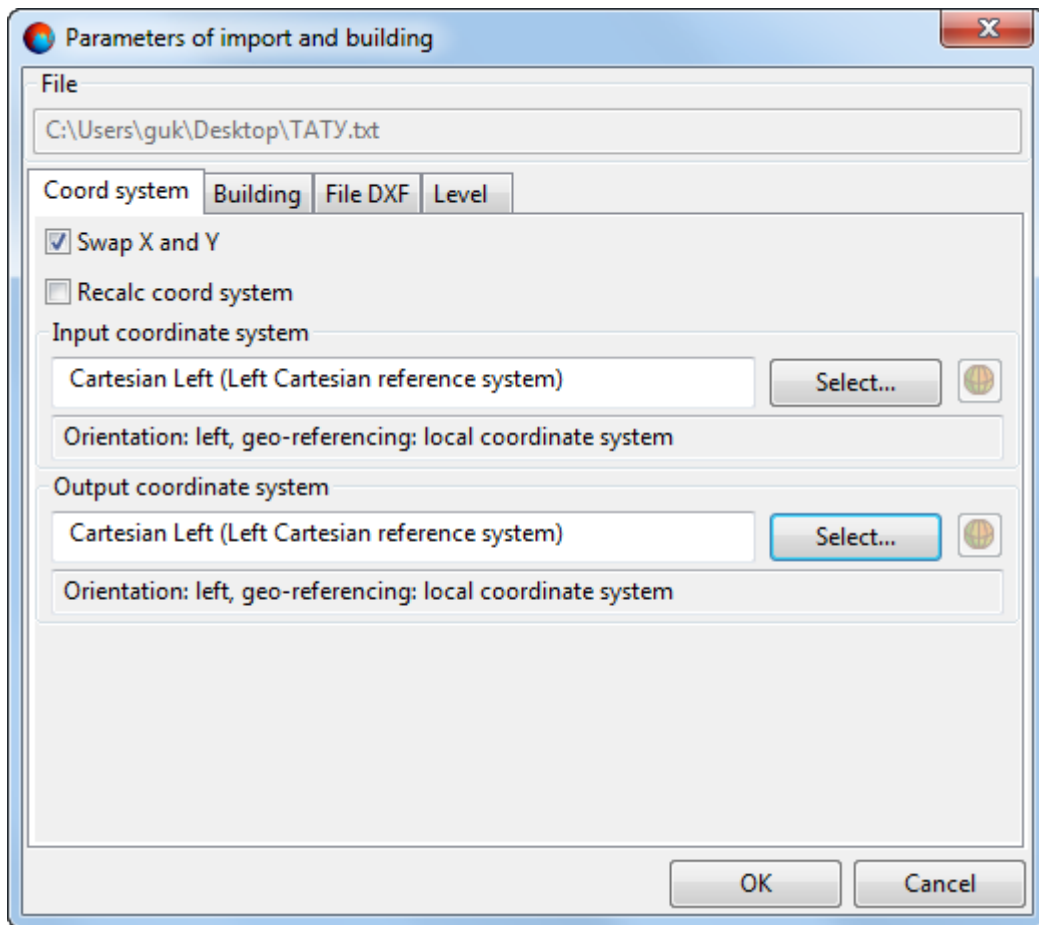 Parameters of import and building
File
C:\Users\guk\Desktop\ТАТУ.txt
Coord system Building File DXF Level
Swap X and Y
Recalc coord system
Input coordinate system
Cartesian Left (Left Cartesian reference system) Select...
Orientation: left, geo-referencing: local coordinate system
Output coordinate system
Cartesian Left (Left Cartesian reference system) Select...
Orientation: left, geo-referencing: local coordinate system
OK Cancel